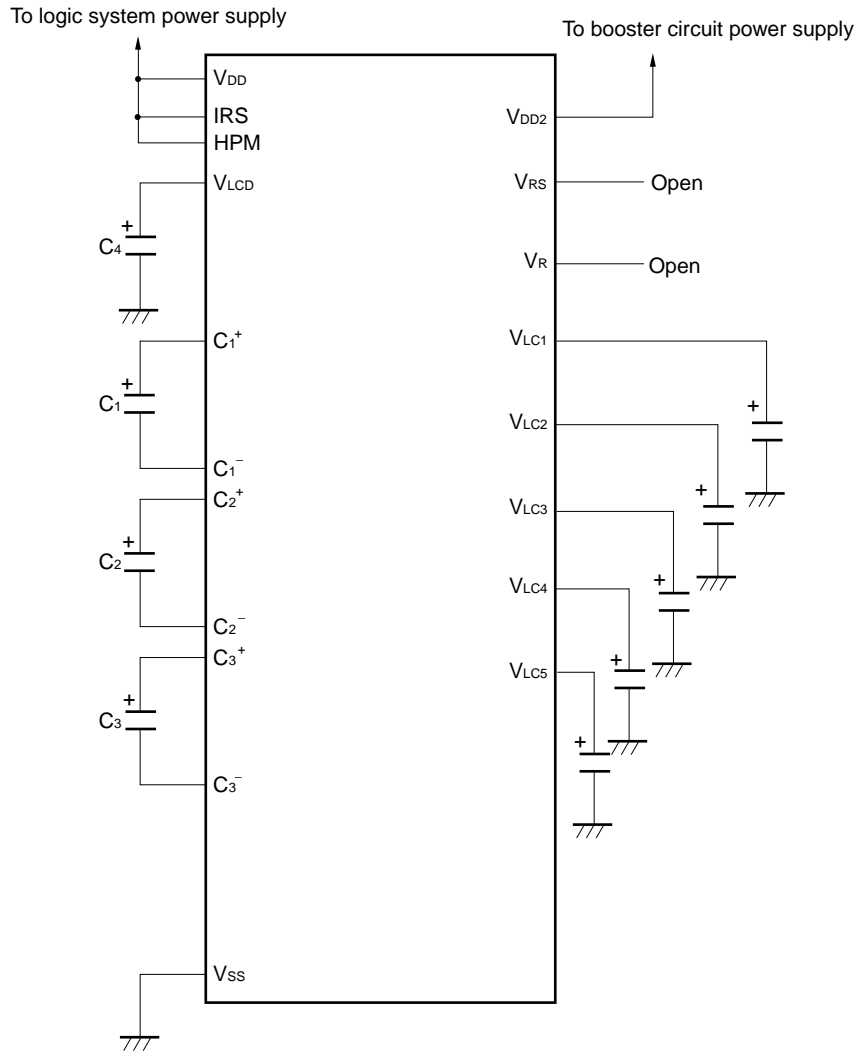 To logic system power supply
To booster circuit power supply
VDD
IRS
HPM
VLCD
VDD2
VRS
Open
VR
Open
+
C4
C1+
VLC1
+
C1
+
VLC2
C1−
C2+
+
VLC3
+
C2
+
VLC4
C2−
C3+
+
VLC5
+
C3
+
C3−
VSS